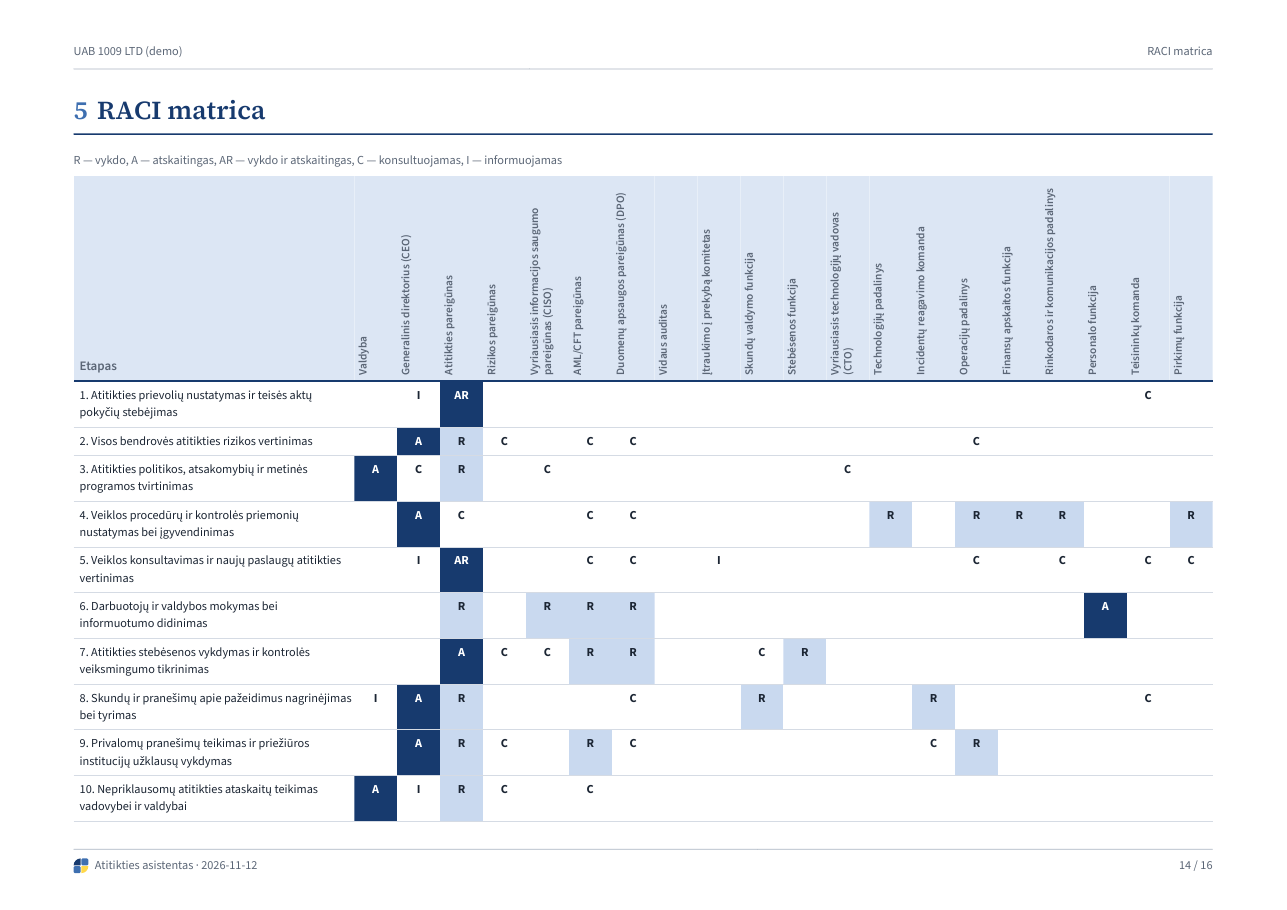 UAB 1009 LTD (demo)
RACI matrica
5 RACI matrica
R — vykdo, A — atskaitingas, AR — vykdo ir atskaitingas, C — konsultuojamas, I — informuojamas
Etapas
Valdyba
Generalinis direktorius (CEO)
Atitikties pareigūnas
Rizikos pareigūnas
Vyriausiasis informacijos saugumo
pareigūnas (CISO)
AML/CFT pareigūnas
Duomenų apsaugos pareigūnas (DPO)
Vidaus auditas
Įtraukimo į prekybą komitetas
Skundų valdymo funkcija
Stebėsenos funkcija
Vyriausiasis technologijų vadovas
(CTO)
Technologijų padalinys
Incidentų reagavimo komanda
Operacijų padalinys
Finansų apskaitos funkcija
Rinkodaros ir komunikacijos padalinys
Personalo funkcija
Teisininkų komanda
Pirkimų funkcija
1. Atitikties prievolių nustatymas ir teisės aktų I AR C
pokyčių stebėjimas
2. Visos bendrovės atitikties rizikos vertinimas A R C C C C
3. Atitikties politikos, atsakomybių ir metinės A C R C C
programos tvirtinimas
4. Veiklos procedūrų ir kontrolės priemonių A C C C R R R R R
nustatymas bei įgyvendinimas
5. Veiklos konsultavimas ir naujų paslaugų atitikties I AR C C I C C C C
vertinimas
6. Darbuotojų ir valdybos mokymas bei R R R R A
informuotumo didinimas
7. Atitikties stebėsenos vykdymas ir kontrolės A C C R R C R
veiksmingumo tikrinimas
8. Skundų ir pranešimų apie pažeidimus nagrinėjimas I A R C R R C
bei tyrimas
9. Privalomų pranešimų teikimas ir priežiūros A R C R C C R
institucijų užklausų vykdymas
10. Nepriklausomų atitikties ataskaitų teikimas A I R C C
vadovybei ir valdybai
Atitikties asistentas · 2026-11-12
14 / 16